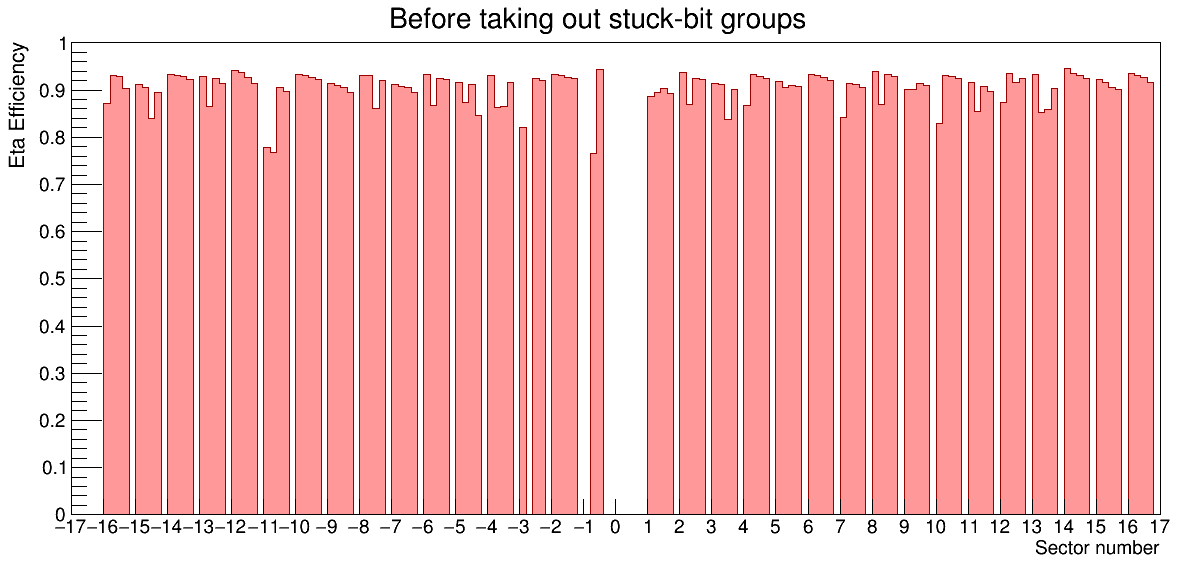 Before taking out stuck-bit groups
Eta Efficiency
1
0.9
0.8
0.7
0.6
0.5
0.4
0.3
0.2
0.1
0
−17 −16 −15 −14 −13 −12 −11 −10 −9 −8 −7 −6 −5 −4 −3 −2 −1 0 1 2 3 4 5 6 7 8 9 10 11 12 13 14 15 16 17
Sector number